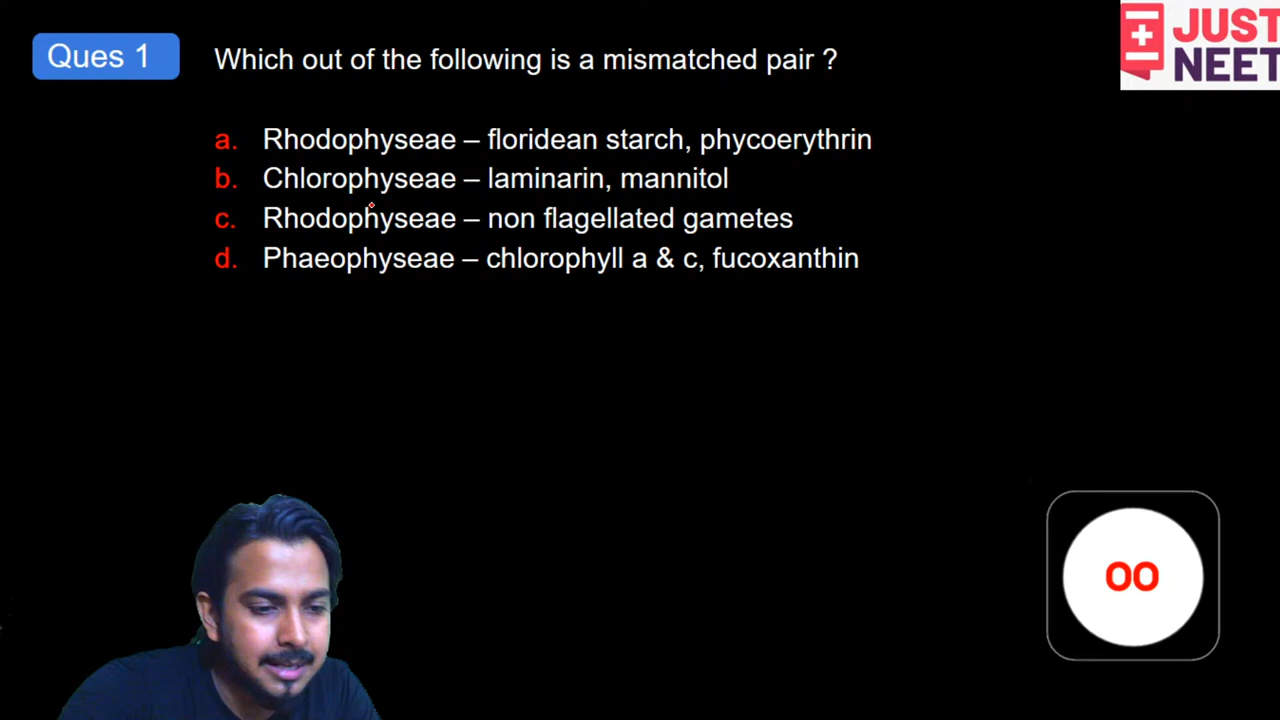 Ques 1
Which out of the following is a mismatched pair ?
a. Rhodophyseae – floridean starch, phycoerythrin
b. Chlorophyseae – laminarin, mannitol
c. Rhodophyseae – non flagellated gametes
d. Phaeophyseae – chlorophyll a & c, fucoxanthin
JUST
NEET
00